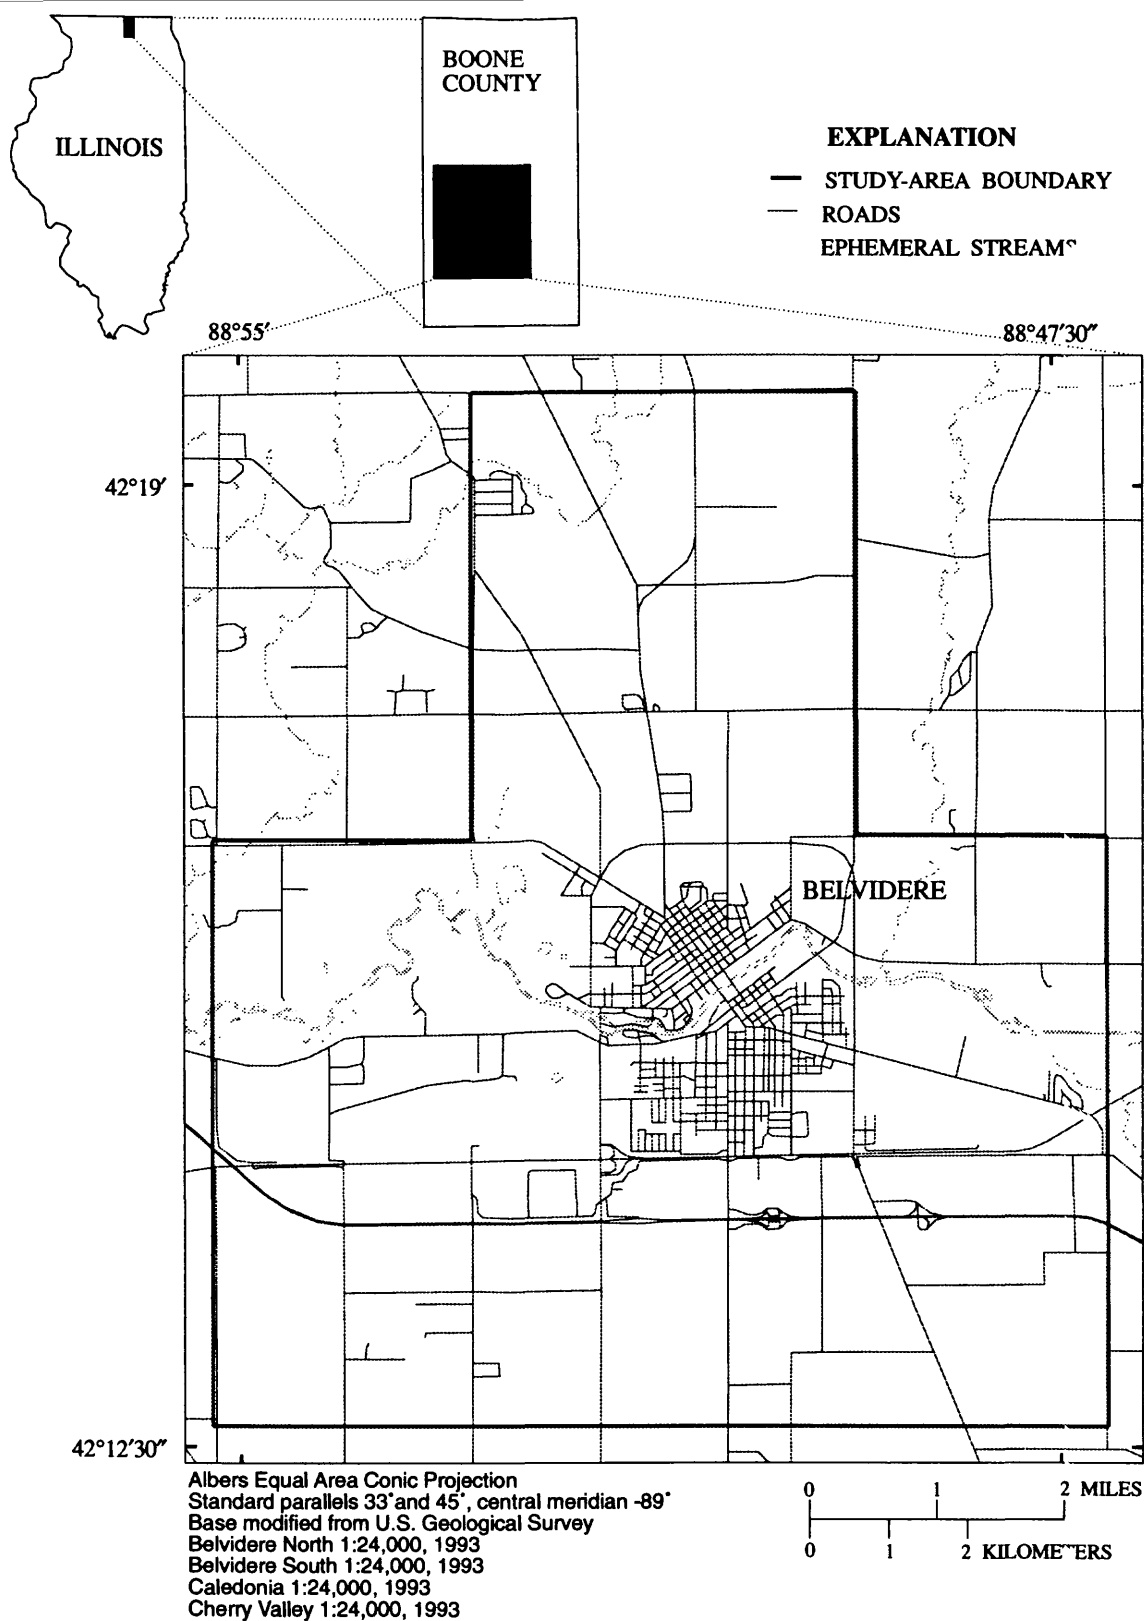 BOONE
COUNTY
ILLINOIS
EXPLANATION
STUDY-AREA BOUNDARY
ROADS
EPHEMERAL STREAMS
88°55′
88°47′30″
42°19′
BELVIDERE
42°12′30″
Albers Equal Area Conic Projection
Standard parallels 33° and 45°, central meridian -89°
Base modified from U.S. Geological Survey
Belvidere North 1:24,000, 1993
Belvidere South 1:24,000, 1993
Caledonia 1:24,000, 1993
Cherry Valley 1:24,000, 1993
0 1 2 MILES
0 1 2 KILOMETERS